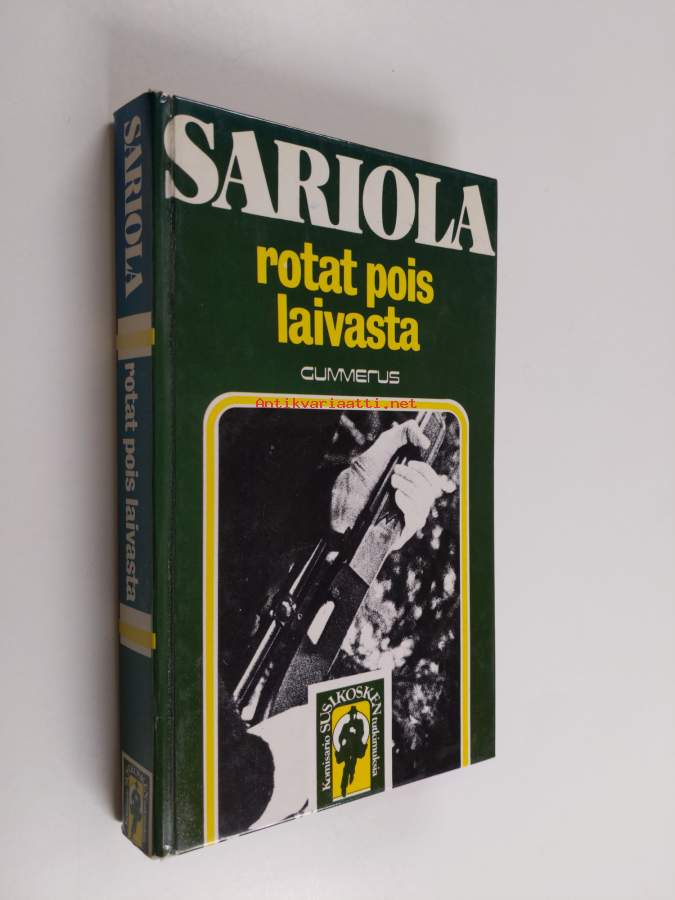 SARIOLA
rotat pois
laivasta
GUMMERUS
Antikvariaatti.net
Komisario SUSIKOSKEN tutkimuksia
SARIOLA
rotat pois laivasta